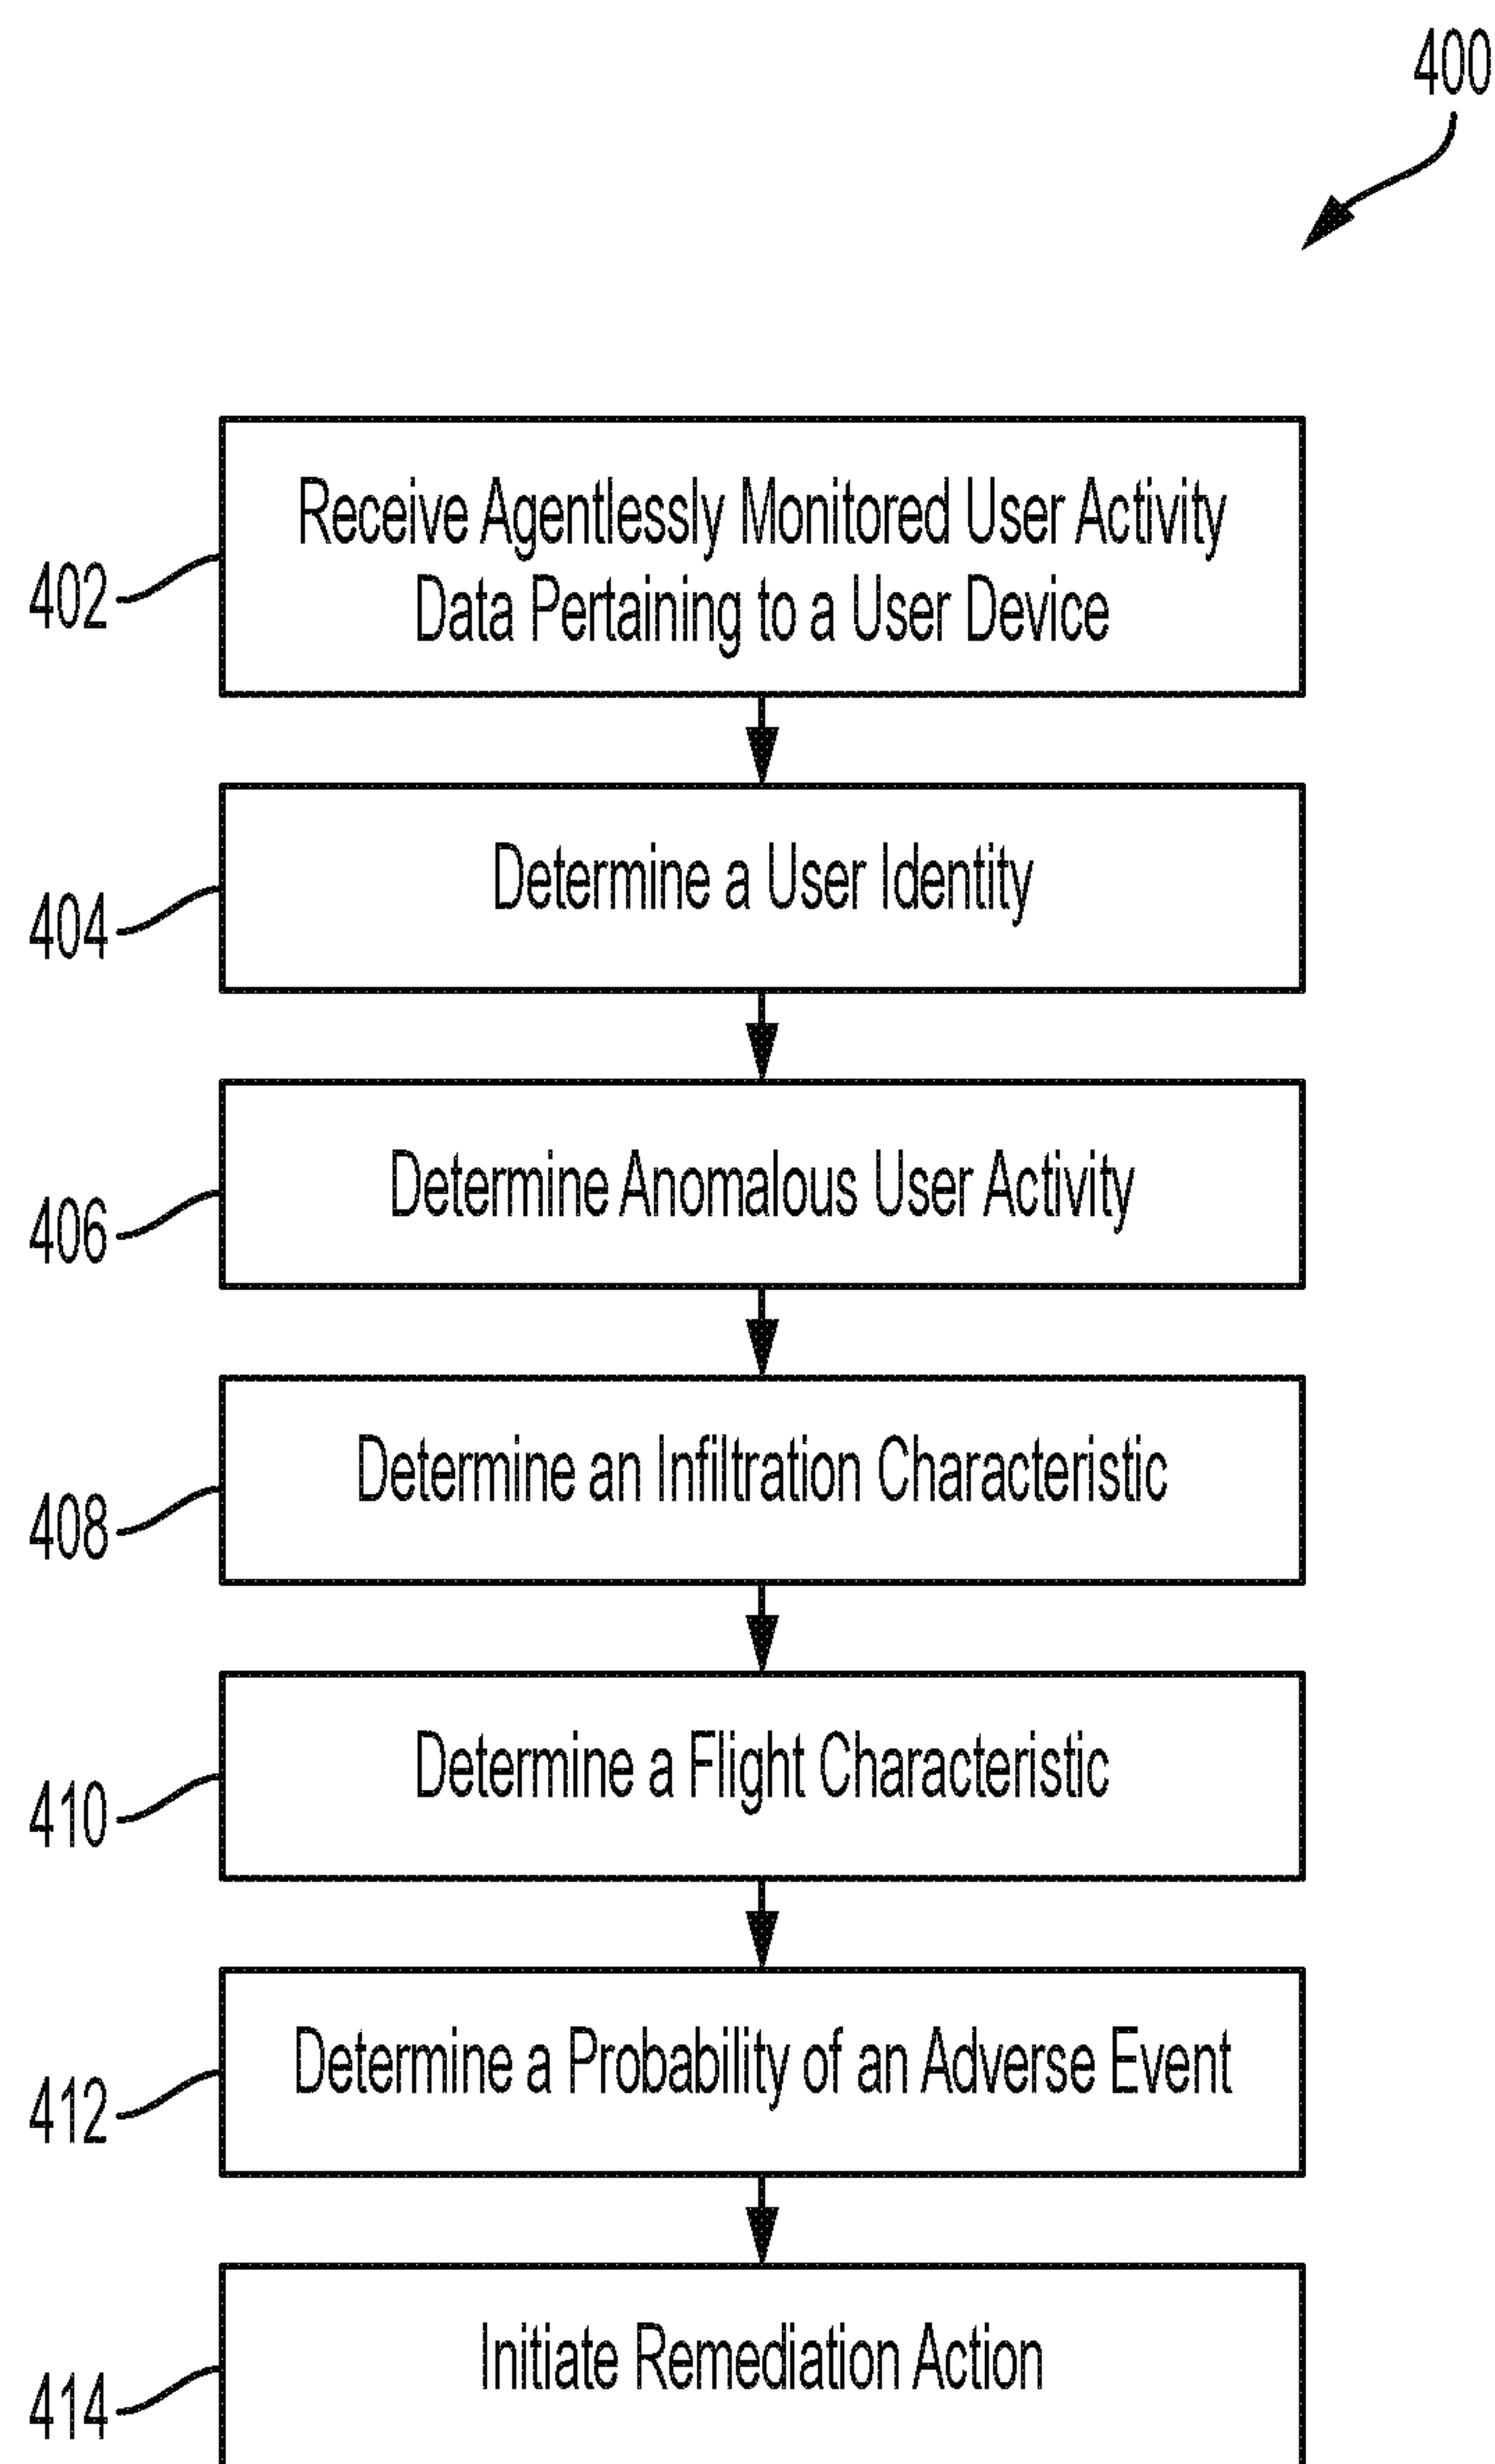 400
Receive Agentlessly Monitored User Activity
Data Pertaining to a User Device
402
Determine a User Identity
404
Determine Anomalous User Activity
406
Determine an Infiltration Characteristic
408
Determine a Flight Characteristic
410
Determine a Probability of an Adverse Event
412
Initiate Remediation Action
414